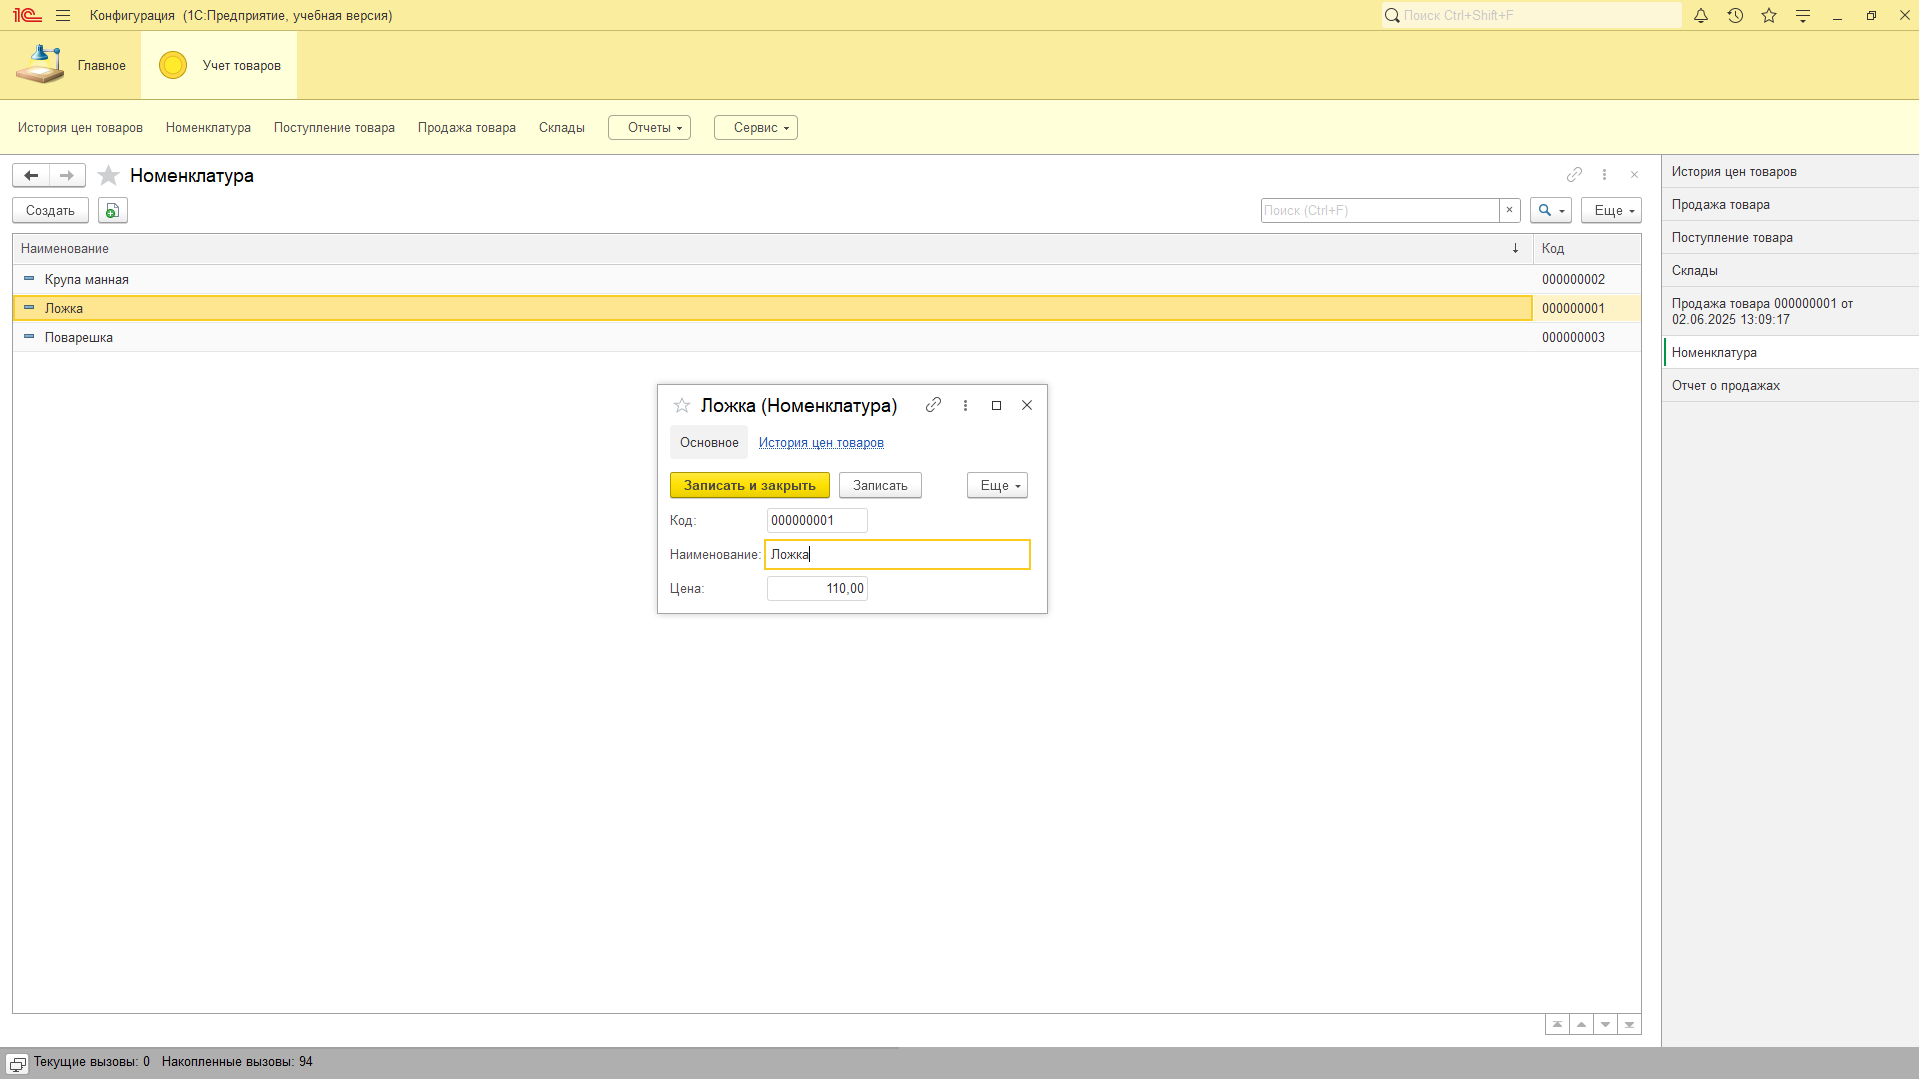 1С Конфигурация (1С:Предприятие, учебная версия) Поиск Ctrl+Shift+F
Главное Учет товаров
История цен товаров Номенклатура Поступление товара Продажа товара Склады Отчеты Сервис
Номенклатура
Создать Поиск (Ctrl+F) × Еще
Наименование ↓ Код
Крупа манная 000000002
Ложка 000000001
Поварешка 000000003
Ложка (Номенклатура)
Основное История цен товаров
Записать и закрыть Записать Еще
Код: 000000001
Наименование: Ложка
Цена: 110,00
История цен товаров
Продажа товара
Поступление товара
Склады
Продажа товара 000000001 от
02.06.2025 13:09:17
Номенклатура
Отчет о продажах
Текущие вызовы: 0 Накопленные вызовы: 94